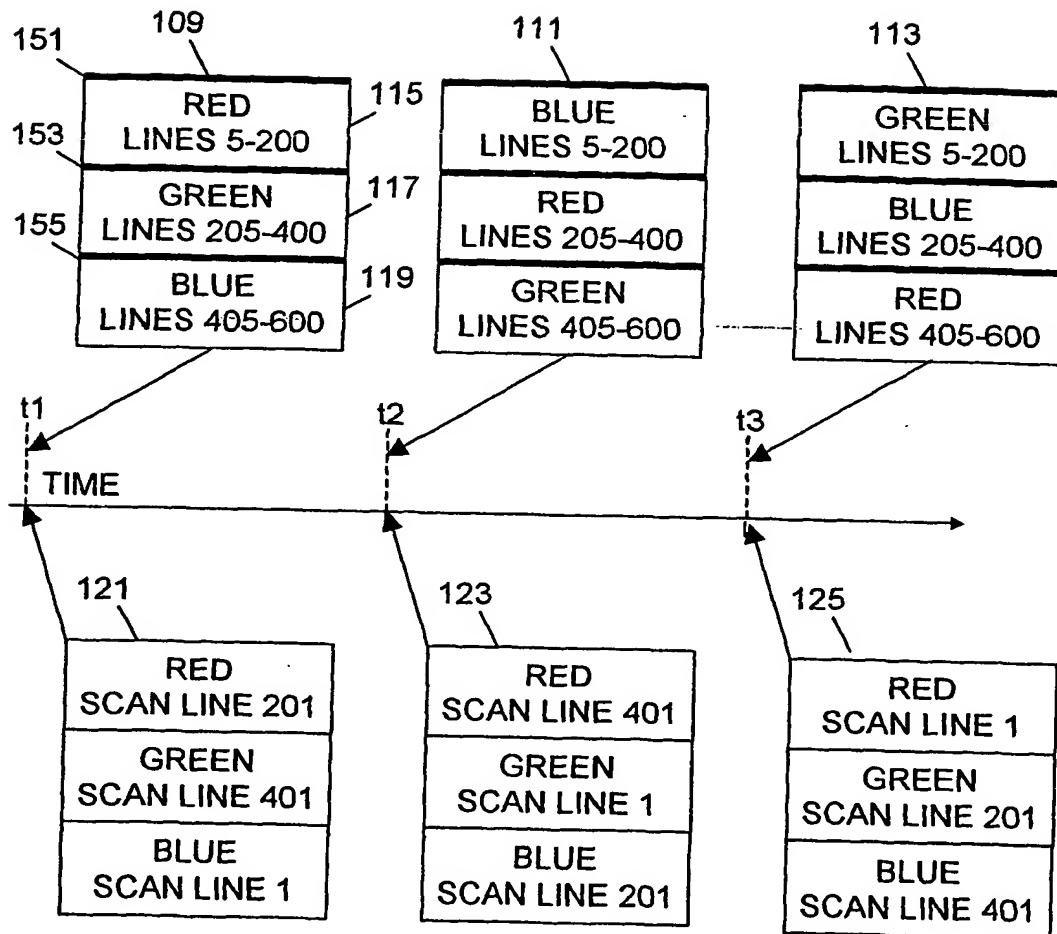 151
109
111
113
RED
LINES 5-200
115
BLUE
LINES 5-200
GREEN
LINES 5-200
153
GREEN
LINES 205-400
117
RED
LINES 205-400
BLUE
LINES 205-400
155
BLUE
LINES 405-600
119
GREEN
LINES 405-600
RED
LINES 405-600
t1
t2
t3
TIME
121
123
125
RED
SCAN LINE 201
GREEN
SCAN LINE 401
BLUE
SCAN LINE 1
RED
SCAN LINE 401
GREEN
SCAN LINE 1
BLUE
SCAN LINE 201
RED
SCAN LINE 1
GREEN
SCAN LINE 201
BLUE
SCAN LINE 401